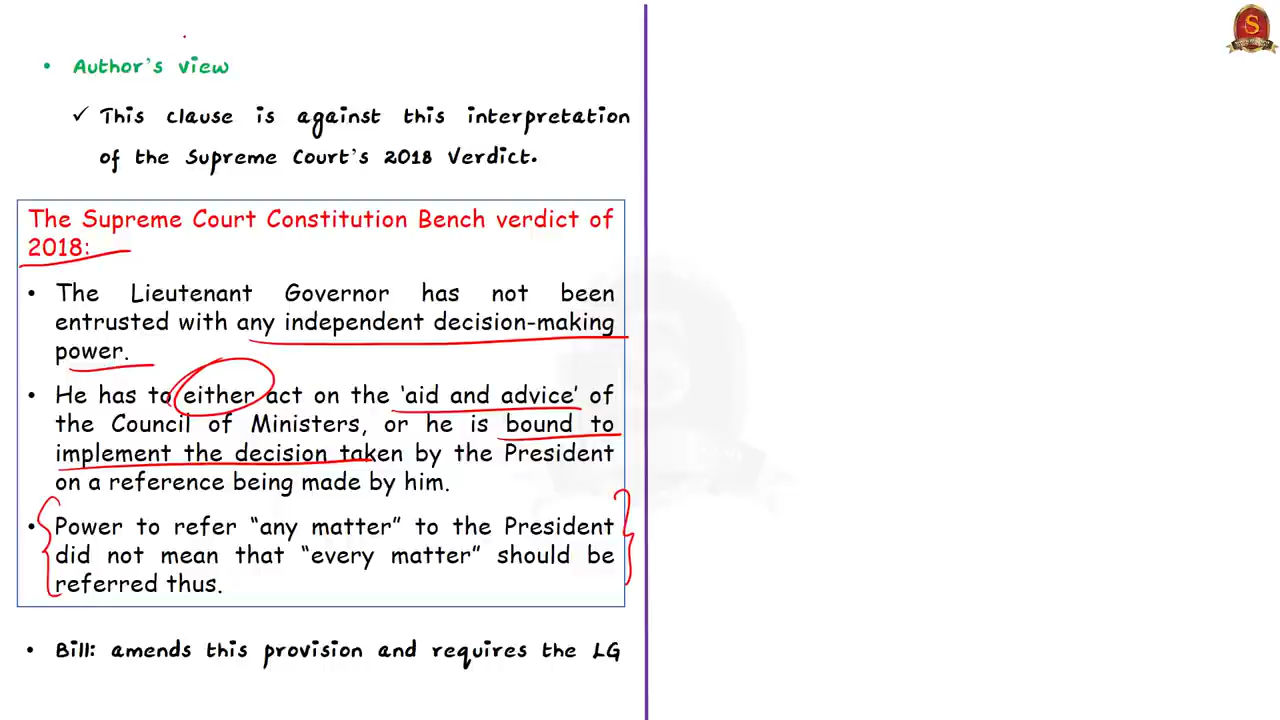 • Author's view
✓ This clause is against this interpretation
of the Supreme Court's 2018 Verdict.
The Supreme Court Constitution Bench verdict of
2018:
• The Lieutenant Governor has not been
entrusted with any independent decision-making
power.
• He has to either act on the 'aid and advice' of
the Council of Ministers, or he is bound to
implement the decision taken by the President
on a reference being made by him.
• Power to refer “any matter” to the President
did not mean that “every matter” should be
referred thus.
• Bill: amends this provision and requires the LG
S